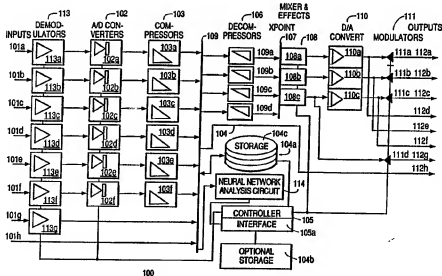 MIXER &
113 102 103 106 EFFECTS 110 111
DEMOD- A/D CON- COM- DECOM- XPOINT D/A OUTPUTS
INPUTS ULATORS VERTERS PRESSORS PRESSORS 107 108 CONVERT MODULATORS
101a 113a 102a 103a 109 109a 108a 110a 111a 112a
101b 113b 102b 103b 109b 108b 110b 111b 112b
101c 113c 102c 103c 109c 108c 110c 111c 112c
109d
101d 113d 102d 103d 104 104c 112d
STORAGE 104a 112e
101e 113e 102e 103e 112f
NEURAL NETWORK 111d 112g
101f 113f 102f 103f ANALYSIS CIRCUIT 114 112h
101g 113g CONTROLLER 105
101h INTERFACE 105a
OPTIONAL
STORAGE 104b
100